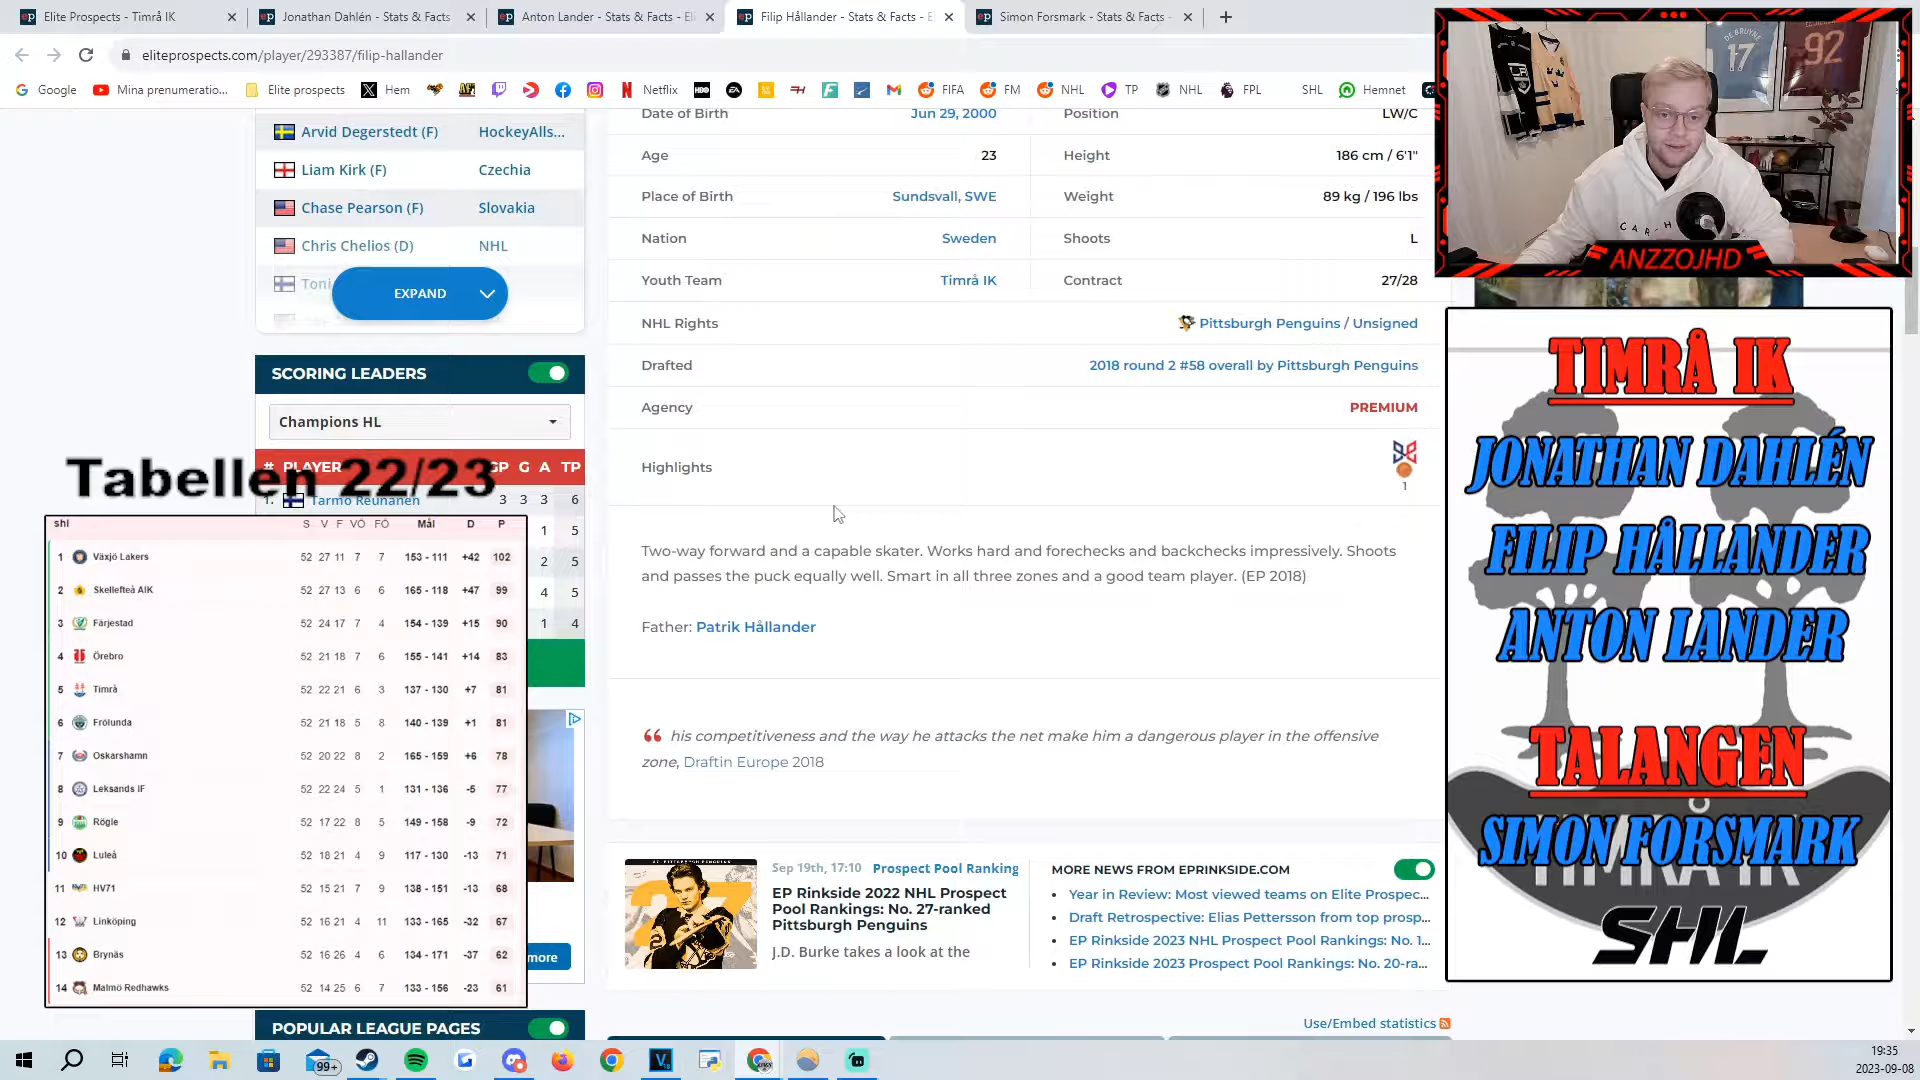 Elite Prospects - Timrå IK
Jonathan Dahlén - Stats & Facts
Anton Lander - Stats & Facts - Eli
Filip Hållander - Stats & Facts - E
Simon Forsmark - Stats & Facts -
eliteprospects.com/player/293387/filip-hallander
Google
Mina prenumeratio...
Elite prospects
Hem
Netflix
FIFA
FM
NHL
TP
NHL
FPL
SHL
Hemnet
DE BRUYNE
17
92
CARH
ANZZOJHD
Arvid Degerstedt (F) HockeyAlls...
Liam Kirk (F) Czechia
Chase Pearson (F) Slovakia
Chris Chelios (D) NHL
Toni
EXPAND
SCORING LEADERS
Champions HL
# PLAYER GP G A TP
1. Tarmo Reunanen 3 3 3 6
1 5
2 5
4 5
1 4
more
POPULAR LEAGUE PAGES
Tabellen 22/23
shl S V F VÖ FÖ Mål D P
1 Växjö Lakers 52 27 11 7 7 153 - 111 +42 102
2 Skellefteå AIK 52 27 13 6 6 165 - 118 +47 99
3 Färjestad 52 24 17 7 4 154 - 139 +15 90
4 Örebro 52 21 18 7 6 155 - 141 +14 83
5 Timrå 52 22 21 6 3 137 - 130 +7 81
6 Frölunda 52 21 18 5 8 140 - 139 +1 81
7 Oskarshamn 52 20 22 8 2 165 - 159 +6 78
8 Leksands IF 52 22 24 5 1 131 - 136 -5 77
9 Rögle 52 17 22 8 5 149 - 158 -9 72
10 Luleå 52 18 21 4 9 117 - 130 -13 71
11 HV71 52 15 21 7 9 138 - 151 -13 68
12 Linköping 52 16 21 4 11 133 - 165 -32 67
13 Brynäs 52 16 26 4 6 134 - 171 -37 62
14 Malmö Redhawks 52 14 25 6 7 133 - 156 -23 61
Date of Birth Jun 29, 2000 Position LW/C
Age 23 Height 186 cm / 6'1"
Place of Birth Sundsvall, SWE Weight 89 kg / 196 lbs
Nation Sweden Shoots L
Youth Team Timrå IK Contract 27/28
NHL Rights Pittsburgh Penguins / Unsigned
Drafted 2018 round 2 #58 overall by Pittsburgh Penguins
Agency PREMIUM
Highlights
1
Two-way forward and a capable skater. Works hard and forechecks and backchecks impressively. Shoots
and passes the puck equally well. Smart in all three zones and a good team player. (EP 2018)
Father: Patrik Hållander
his competitiveness and the way he attacks the net make him a dangerous player in the offensive
zone, Draftin Europe 2018
Sep 19th, 17:10 Prospect Pool Ranking
EP Rinkside 2022 NHL Prospect
Pool Rankings: No. 27-ranked
Pittsburgh Penguins
J.D. Burke takes a look at the
27
MORE NEWS FROM EPRINKSIDE.COM
Year in Review: Most viewed teams on Elite Prospec...
Draft Retrospective: Elias Pettersson from top prosp...
EP Rinkside 2023 NHL Prospect Pool Rankings: No. 1...
EP Rinkside 2023 Prospect Pool Rankings: No. 20-ra...
Use/Embed statistics
TIMRÅ IK
JONATHAN DAHLÉN
FILIP HÅLLANDER
ANTON LANDER
TALANGEN
SIMON FORSMARK
TIMRÅ IK
SHL
99+
19:35
2023-09-08